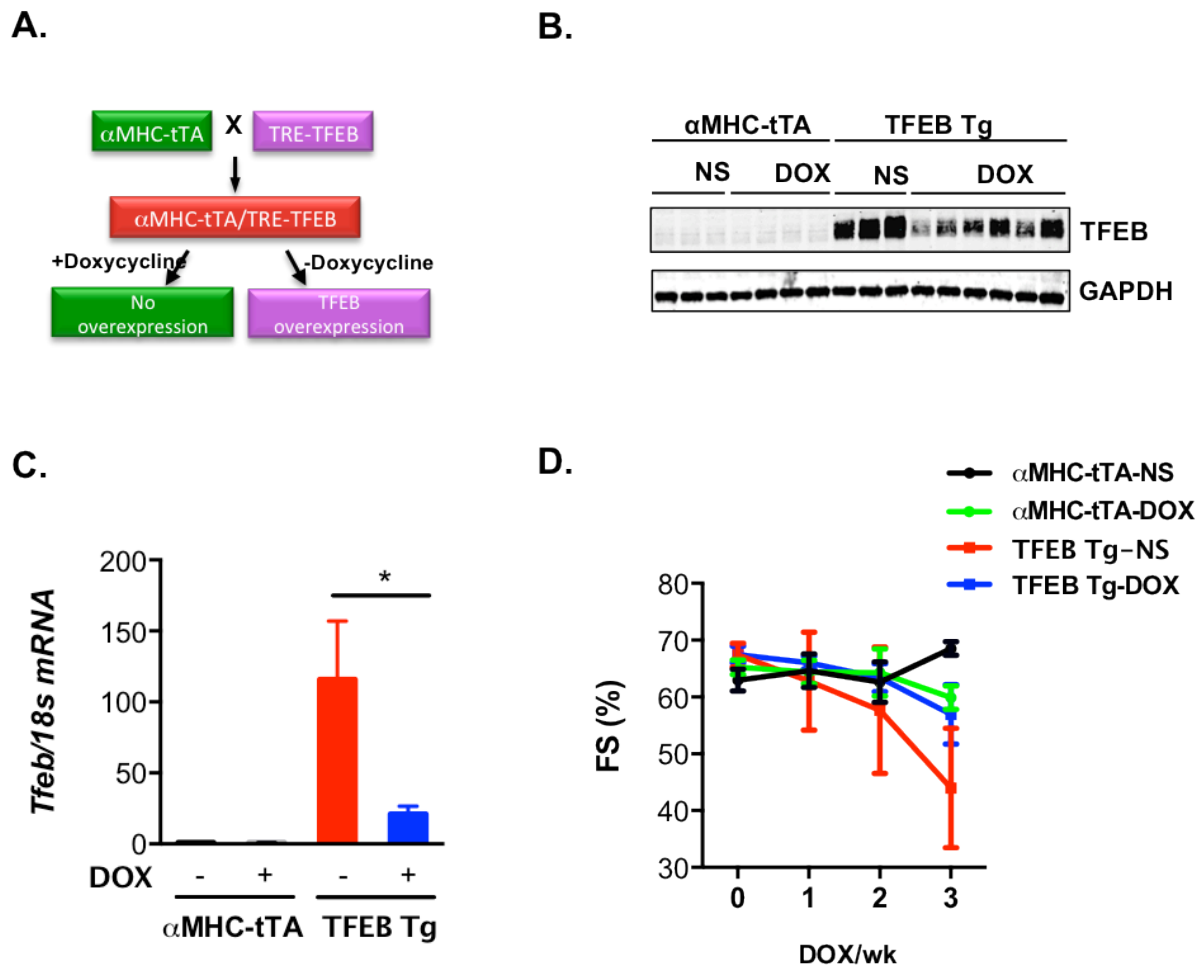 A.
αMHC-tTA X TRE-TFEB
αMHC-tTA/TRE-TFEB
+Doxycycline -Doxycycline
No overexpression
TFEB overexpression
B.
αMHC-tTA TFEB Tg
NS DOX NS DOX
TFEB
GAPDH
C.
Tfeb/18s mRNA
200
150
100
50
0
DOX - + - +
αMHC-tTA TFEB Tg
*
D.
αMHC-tTA-NS
αMHC-tTA-DOX
TFEB Tg–NS
TFEB Tg-DOX
FS (%)
80
70
60
50
40
30
0 1 2 3
DOX/wk